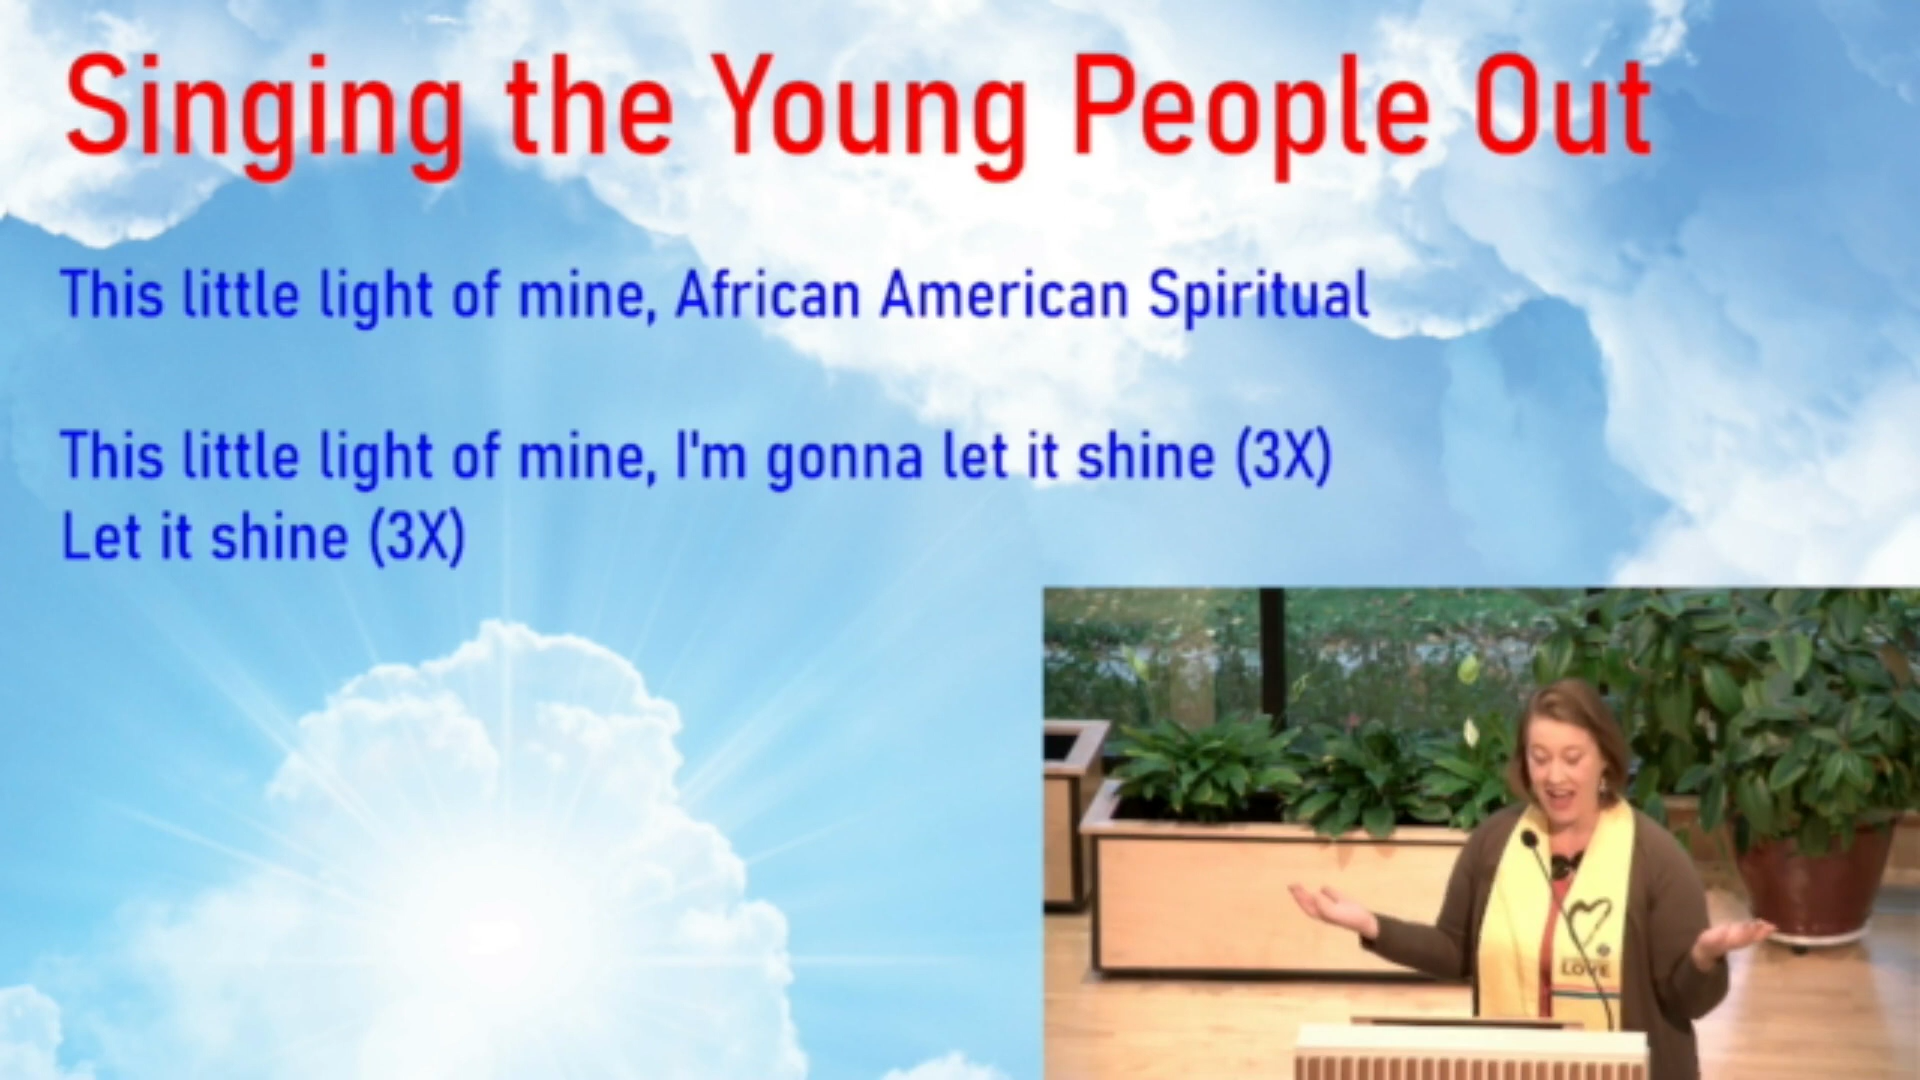 Singing the Young People Out
This little light of mine, African American Spiritual
This little light of mine, I'm gonna let it shine (3X)
Let it shine (3X)
LOVE